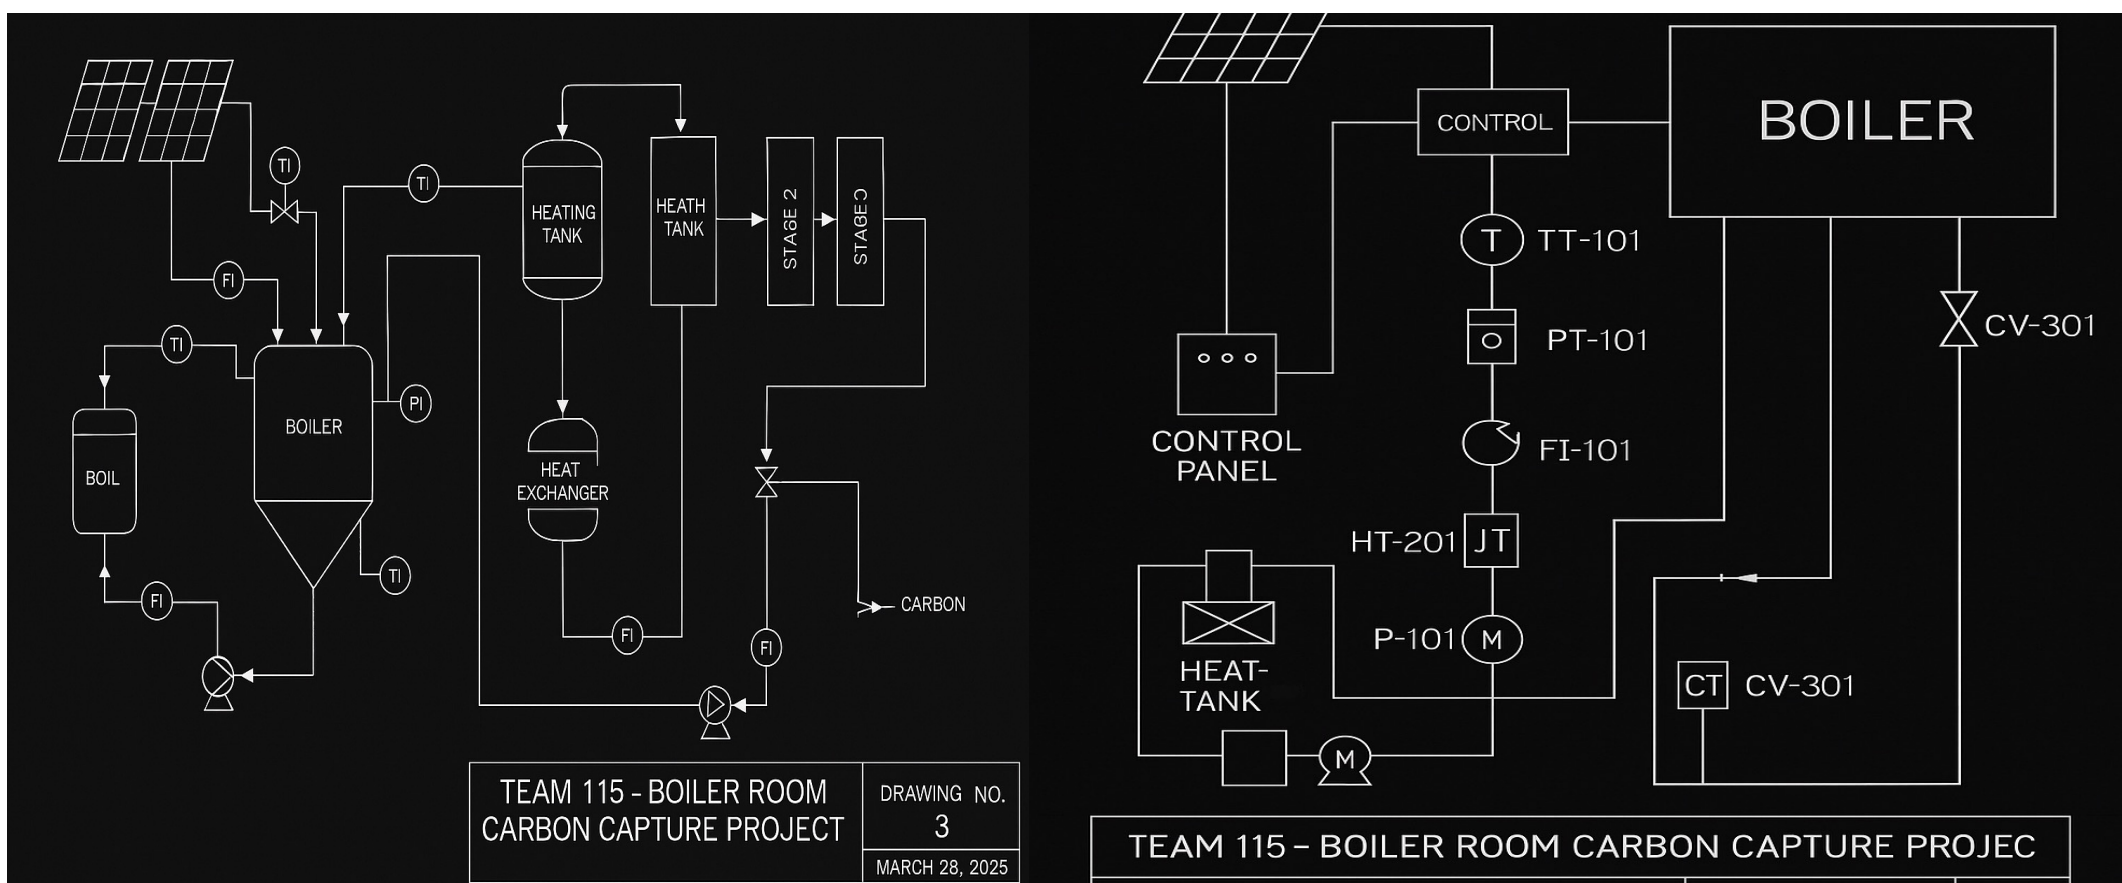 TI
TI
FI
TI
HEATING
TANK
HEATH
TANK
STAGE 2
BOILER
PI
BOIL
HEAT
EXCHANGER
TI
FI
FI
FI
CARBON
TEAM 115 - BOILER ROOM
CARBON CAPTURE PROJECT
DRAWING NO.
3
MARCH 28, 2025
CONTROL
BOILER
T TT-101
PT-101
CV-301
CONTROL
PANEL
FI-101
HT-201 JT
P-101 M
HEAT-
TANK
CT CV-301
M
TEAM 115 – BOILER ROOM CARBON CAPTURE PROJEC